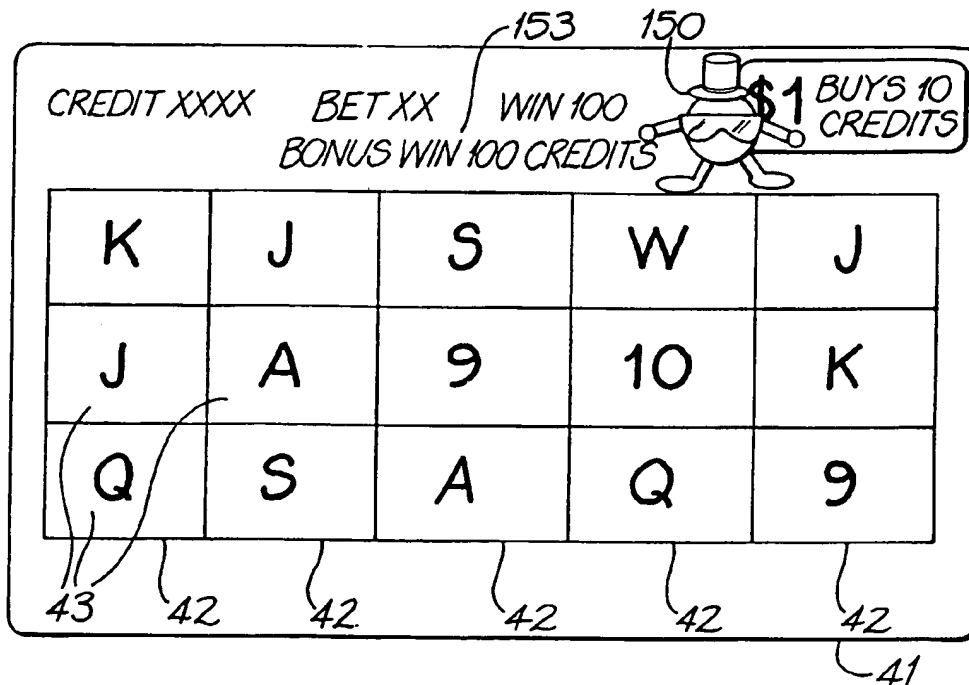 153 150
CREDIT XXXX BET XX WIN 100 $1 BUYS 10
CREDITS
BONUS WIN 100 CREDITS
K J S W J
J A 9 10 K
Q S A Q 9
43 42 42 42 42 42
41